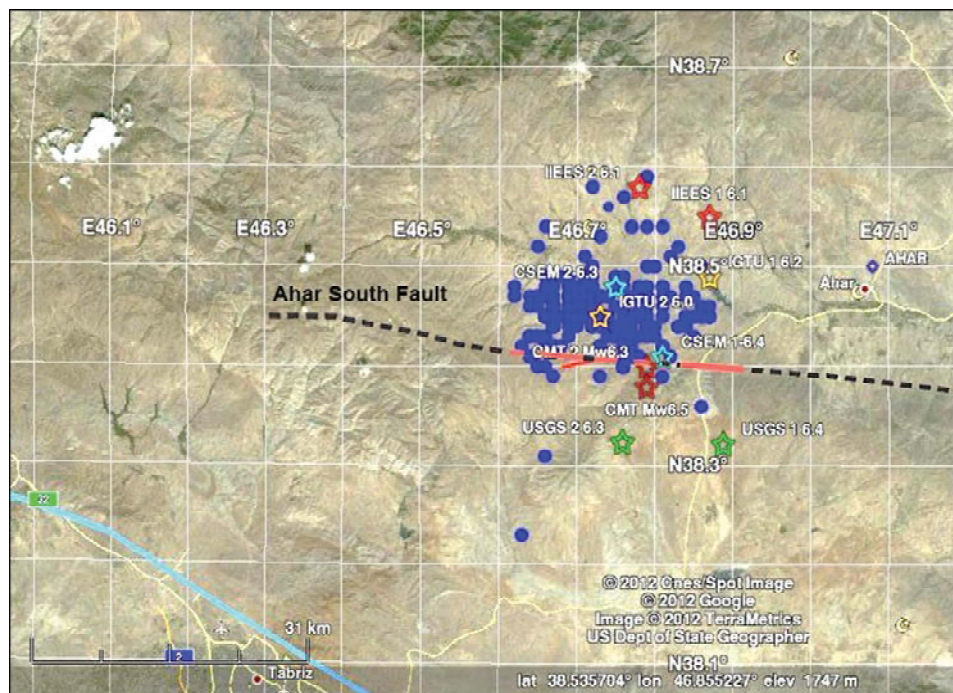 N38.7°
IIEES 2 6.1
IIEES 1 6.1
E46.1°
E46.3°
E46.5°
E46.7°
E46.9°
E47.1°
CSEM 2-6.3
N38.5°
IGTU 1 6.2
AHAR
Ahar
Ahar South Fault
IGTU 2.6.0
CMT 2 Mw6.3
CSEM 1-6.4
CMT Mw6.5
USGS 2 6.3
USGS 1 6.4
N38.3°
32
© 2012 Cnes/Spot Image
© 2012 Google
Image © 2012 TerraMetrics
US Dept of State Geographer
31 km
2
Tabriz
N38.1°
lat 38.535704° lon 46.855227° elev 1747 m